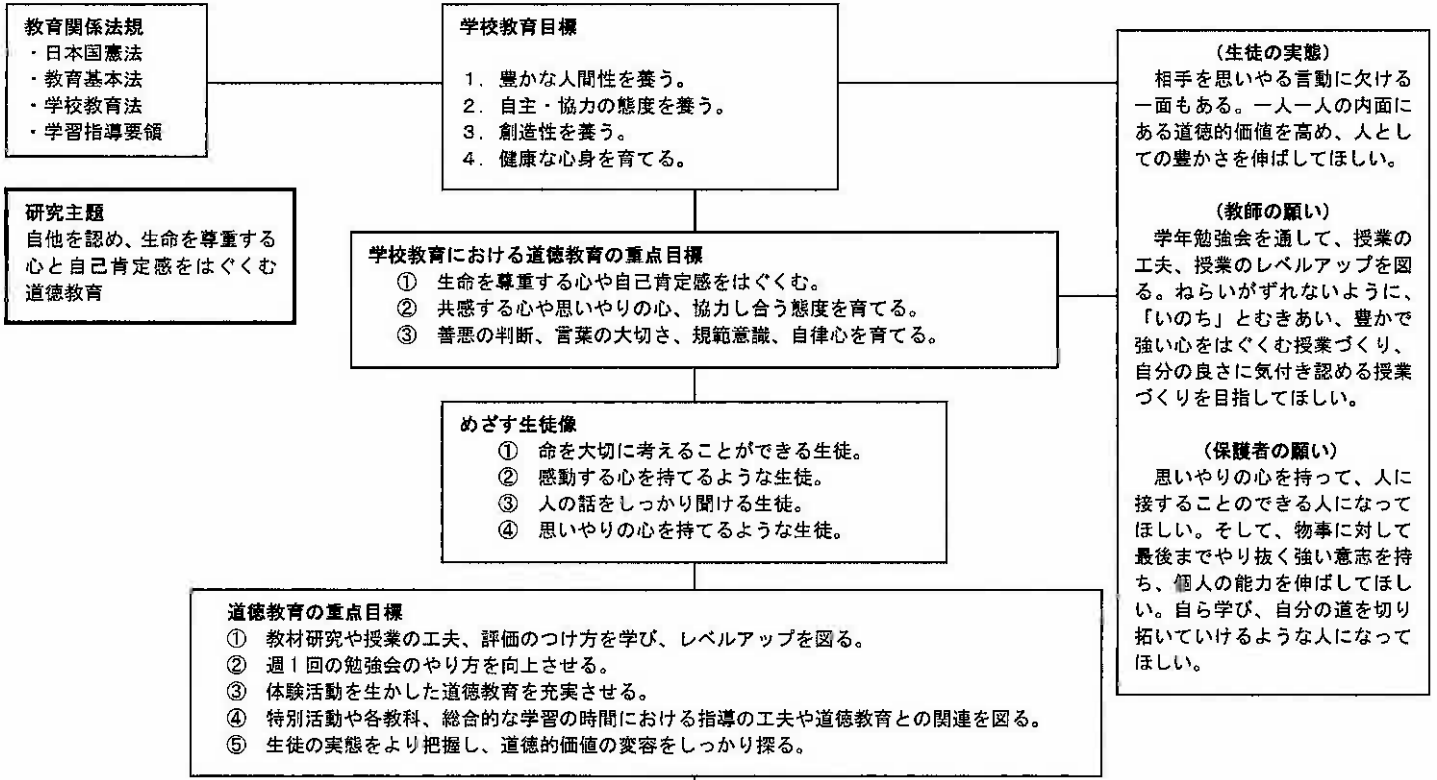 教育関係法規
・日本国憲法
・教育基本法
・学校教育法
・学習指導要領
学校教育目標
1．豊かな人間性を養う。
2．自主・協力の態度を養う。
3．創造性を養う。
4．健康な心身を育てる。
研究主題
自他を認め、生命を尊重する
心と自己肯定感をはぐくむ
道徳教育
学校教育における道徳教育の重点目標
① 生命を尊重する心や自己肯定感をはぐくむ。
② 共感する心や思いやりの心、協力し合う態度を育てる。
③ 善悪の判断、言葉の大切さ、規範意識、自律心を育てる。
めざす生徒像
① 命を大切に考えることができる生徒。
② 感動する心を持てるような生徒。
③ 人の話をしっかり聞ける生徒。
④ 思いやりの心を持てるような生徒。
道徳教育の重点目標
① 教材研究や授業の工夫、評価のつけ方を学び、レベルアップを図る。
② 週1回の勉強会のやり方を向上させる。
③ 体験活動を生かした道徳教育を充実させる。
④ 特別活動や各教科、総合的な学習の時間における指導の工夫や道徳教育との関連を図る。
⑤ 生徒の実態をより把握し、道徳的価値の変容をしっかり探る。
(生徒の実態)
相手を思いやる言動に欠ける
一面もある。一人一人の内面に
ある道徳的価値を高め、人とし
ての豊かさを伸ばしてほしい。
(教師の願い)
学年勉強会を通して、授業の
工夫、授業のレベルアップを図
る。ねらいがずれないように、
「いのち」とむきあい、豊かで
強い心をはぐくむ授業づくり、
自分の良さに気付き認める授業
づくりを目指してほしい。
(保護者の願い)
思いやりの心を持って、人に
接することのできる人になって
ほしい。そして、物事に対して
最後までやり抜く強い意志を持
ち、個人の能力を伸ばしてほし
い。自ら学び、自分の道を切り
拓いていけるような人になって
ほしい。